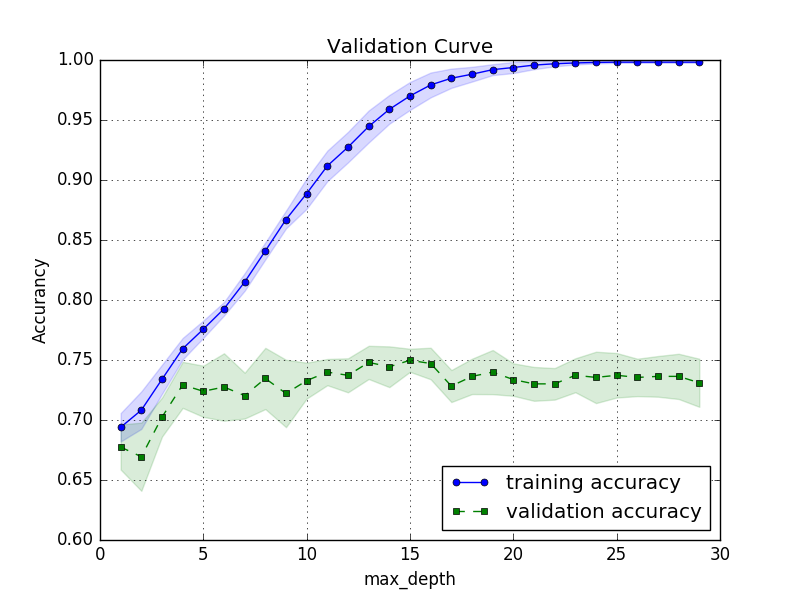 Validation Curve
1.00
0.95
0.90
0.85
0.80
0.75
0.70
0.65
0.60
Accurancy
training accuracy
validation accuracy
0 5 10 15 20 25 30
max_depth